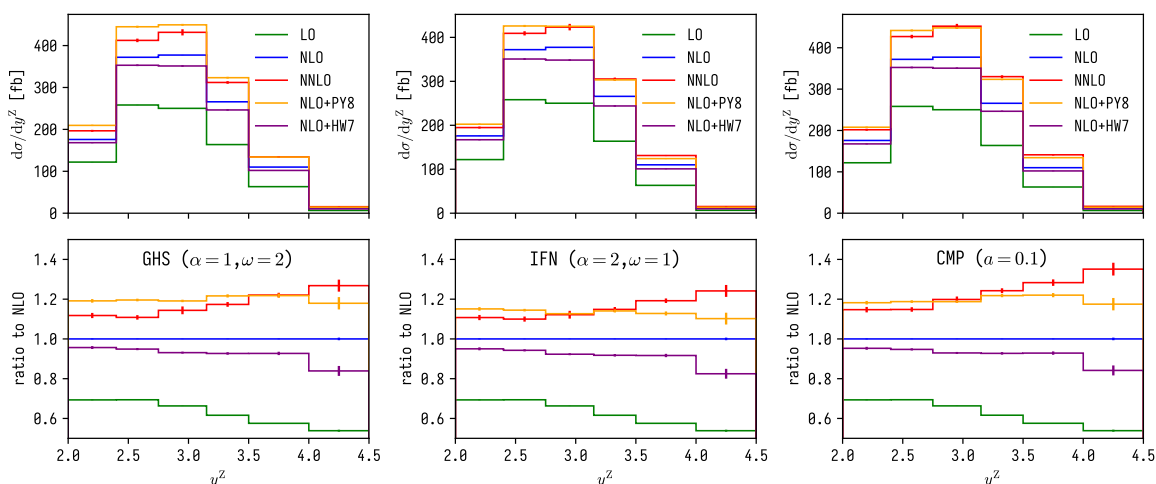 dσ/dy^Z [fb]
400
300
200
100
0
LO
NLO
NNLO
NLO+PY8
NLO+HW7
dσ/dy^Z [fb]
400
300
200
100
0
LO
NLO
NNLO
NLO+PY8
NLO+HW7
dσ/dy^Z [fb]
400
300
200
100
0
LO
NLO
NNLO
NLO+PY8
NLO+HW7
ratio to NLO
1.4
1.2
1.0
0.8
0.6
GHS (α = 1, ω = 2)
2.0 2.5 3.0 3.5 4.0 4.5
y^Z
ratio to NLO
1.4
1.2
1.0
0.8
0.6
IFN (α = 2, ω = 1)
2.0 2.5 3.0 3.5 4.0 4.5
y^Z
ratio to NLO
1.4
1.2
1.0
0.8
0.6
CMP (a = 0.1)
2.0 2.5 3.0 3.5 4.0 4.5
y^Z